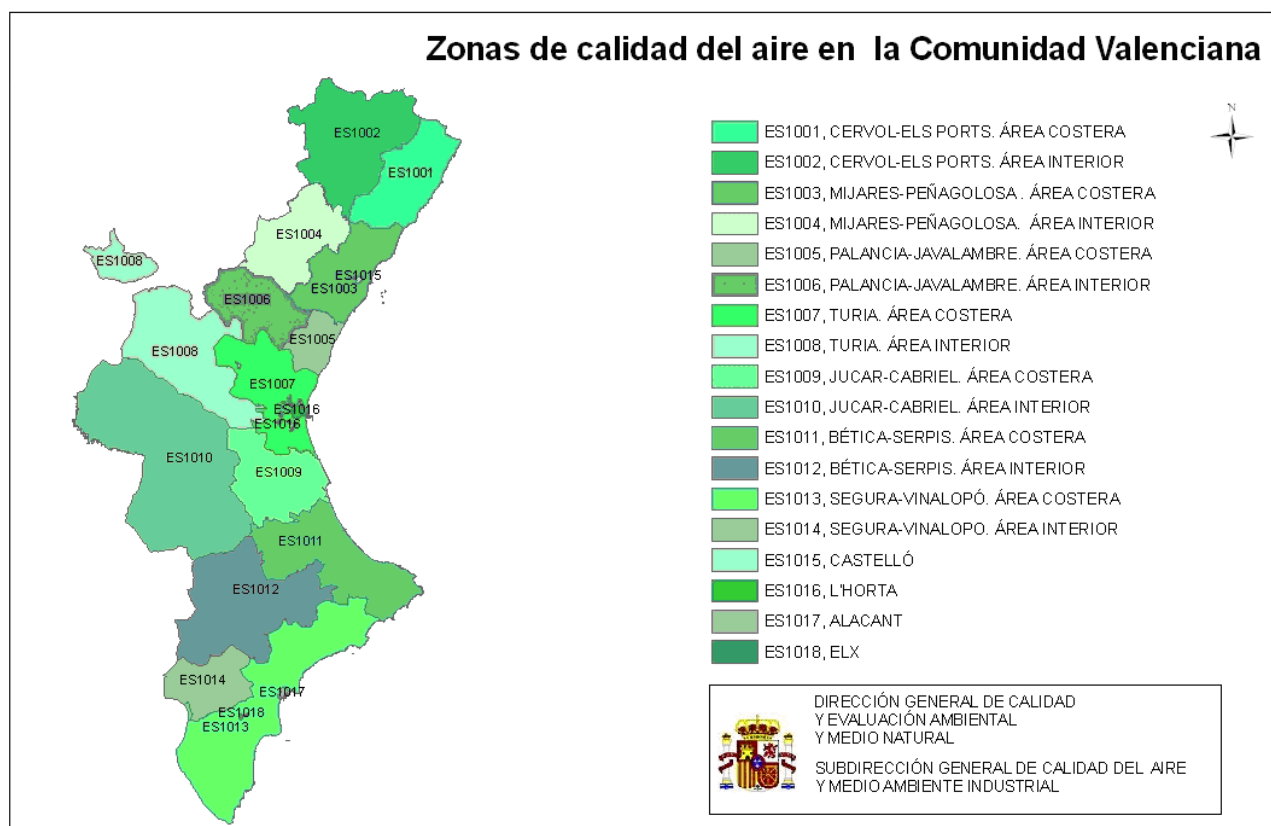 Zonas de calidad del aire en la Comunidad Valenciana
N
ES1002
ES1001
ES1004
ES1008
ES1015
ES1003
ES1006
ES1005
ES1008
ES1007
ES1016
ES1016
ES1010
ES1009
ES1011
ES1012
ES1014
ES1017
ES1018
ES1013
ES1001, CERVOL-ELS PORTS. ÁREA COSTERA
ES1002, CERVOL-ELS PORTS. ÁREA INTERIOR
ES1003, MIJARES-PEÑAGOLOSA . ÁREA COSTERA
ES1004, MIJARES-PEÑAGOLOSA. ÁREA INTERIOR
ES1005, PALANCIA-JAVALAMBRE. ÁREA COSTERA
ES1006, PALANCIA-JAVALAMBRE. ÁREA INTERIOR
ES1007, TURIA. ÁREA COSTERA
ES1008, TURIA. ÁREA INTERIOR
ES1009, JUCAR-CABRIEL. ÁREA COSTERA
ES1010, JUCAR-CABRIEL. ÁREA INTERIOR
ES1011, BÉTICA-SERPIS. ÁREA COSTERA
ES1012, BÉTICA-SERPIS. ÁREA INTERIOR
ES1013, SEGURA-VINALOPÓ. ÁREA COSTERA
ES1014, SEGURA-VINALOPO. ÁREA INTERIOR
ES1015, CASTELLÓ
ES1016, L'HORTA
ES1017, ALACANT
ES1018, ELX
DIRECCIÓN GENERAL DE CALIDAD
Y EVALUACIÓN AMBIENTAL
Y MEDIO NATURAL
SUBDIRECCIÓN GENERAL DE CALIDAD DEL AIRE
Y MEDIO AMBIENTE INDUSTRIAL